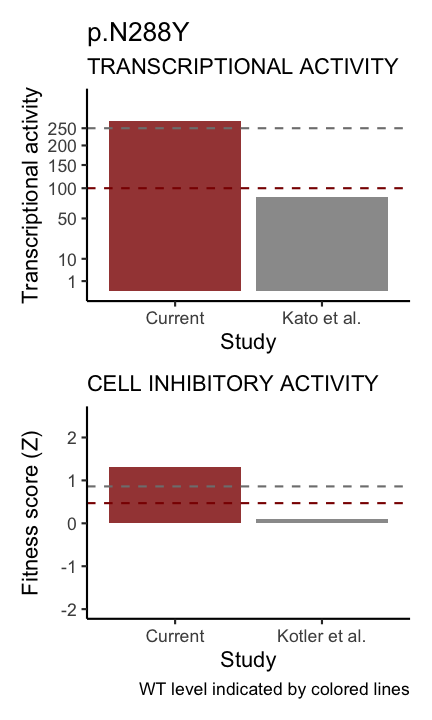 p.N288Y
TRANSCRIPTIONAL ACTIVITY
Transcriptional activity
250
200
150
100
50
10
1
Current
Kato et al.
Study
CELL INHIBITORY ACTIVITY
Fitness score (Z)
2
1
0
-1
-2
Current
Kotler et al.
Study
WT level indicated by colored lines